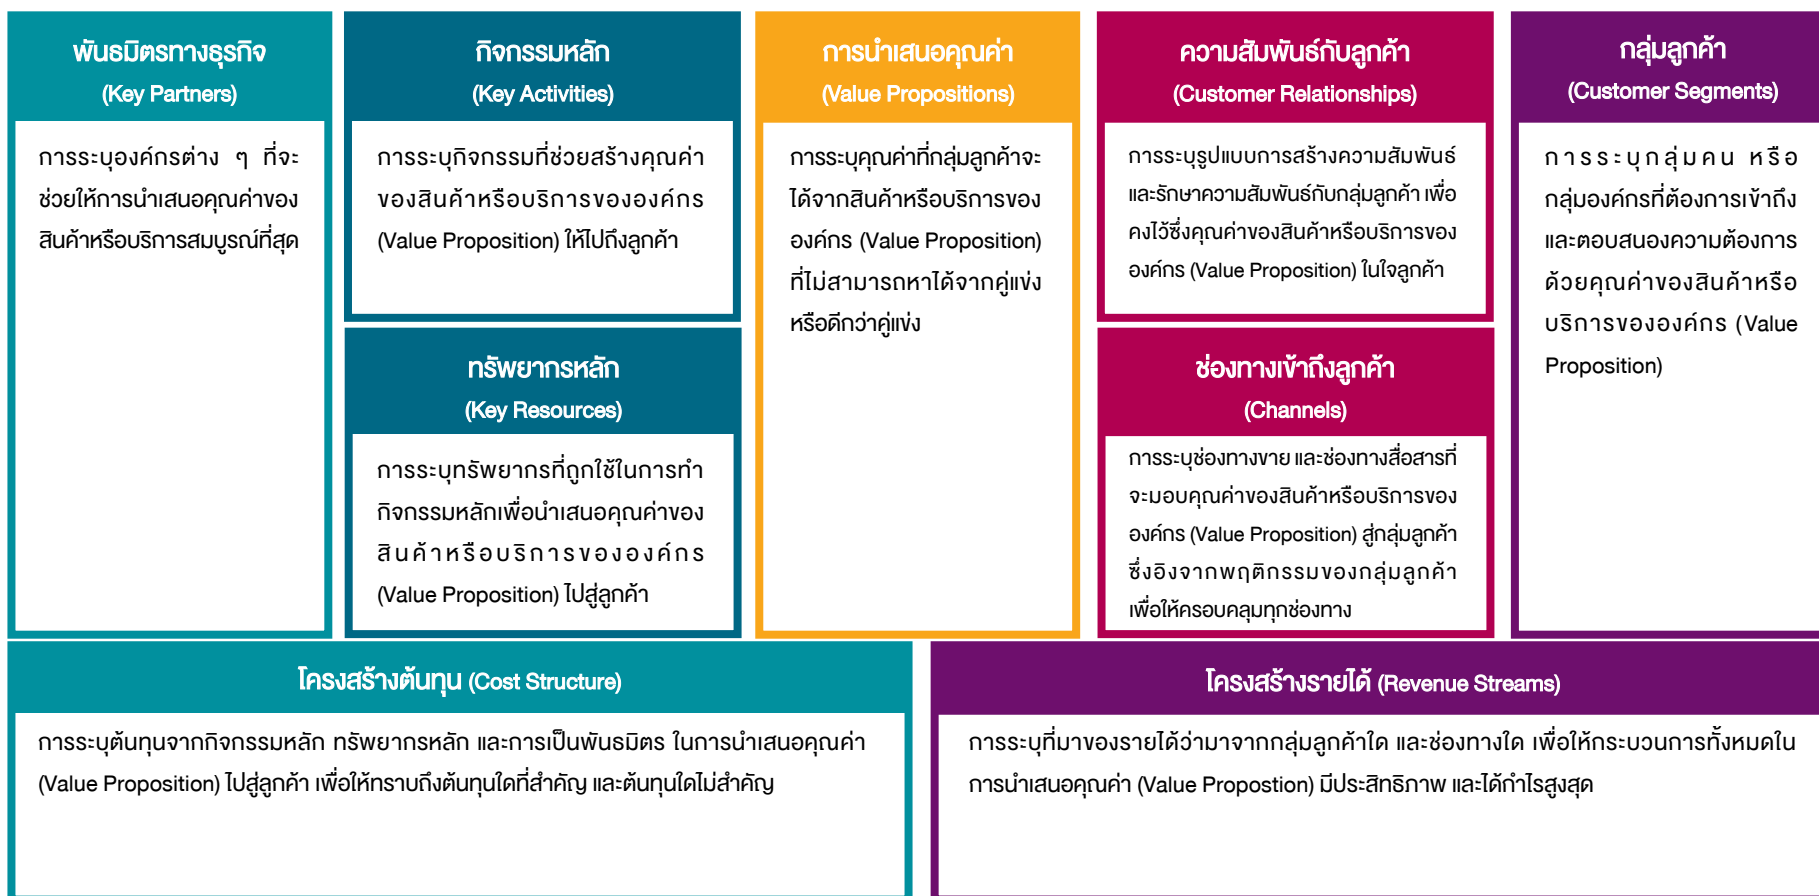 พันธมิตรทางธุรกิจ
(Key Partners)
การระบุองค์กรต่าง ๆ ที่จะ
ช่วยให้การนำเสนอคุณค่าของ
สินค้าหรือบริการสมบูรณ์ที่สุด
กิจกรรมหลัก
(Key Activities)
การระบุกิจกรรมที่ช่วยสร้างคุณค่า
ของสินค้าหรือบริการขององค์กร
(Value Proposition) ให้ไปถึงลูกค้า
ทรัพยากรหลัก
(Key Resources)
การระบุทรัพยากรที่ถูกใช้ในการทำ
กิจกรรมหลักเพื่อนำเสนอคุณค่าของ
สินค้าหรือบริการขององค์กร
(Value Proposition) ไปสู่ลูกค้า
การนำเสนอคุณค่า
(Value Propositions)
การระบุคุณค่าที่กลุ่มลูกค้าจะ
ได้จากสินค้าหรือบริการของ
องค์กร (Value Proposition)
ที่ไม่สามารถหาได้จากคู่แข่ง
หรือดีกว่าคู่แข่ง
ความสัมพันธ์กับลูกค้า
(Customer Relationships)
การระบุรูปแบบการสร้างความสัมพันธ์
และรักษาความสัมพันธ์กับกลุ่มลูกค้า เพื่อ
คงไว้ซึ่งคุณค่าของสินค้าหรือบริการของ
องค์กร (Value Proposition) ในใจลูกค้า
ช่องทางเข้าถึงลูกค้า
(Channels)
การระบุช่องทางขาย และช่องทางสื่อสารที่
จะมอบคุณค่าของสินค้าหรือบริการของ
องค์กร (Value Proposition) สู่กลุ่มลูกค้า
ซึ่งอิงจากพฤติกรรมของกลุ่มลูกค้า
เพื่อให้ครอบคลุมทุกช่องทาง
กลุ่มลูกค้า
(Customer Segments)
การระบุกลุ่มคน หรือ
กลุ่มองค์กรที่ต้องการเข้าถึง
และตอบสนองความต้องการ
ด้วยคุณค่าของสินค้าหรือ
บริการขององค์กร (Value
Proposition)
โครงสร้างต้นทุน (Cost Structure)
การระบุต้นทุนจากกิจกรรมหลัก ทรัพยากรหลัก และการเป็นพันธมิตร ในการนำเสนอคุณค่า
(Value Proposition) ไปสู่ลูกค้า เพื่อให้ทราบถึงต้นทุนใดที่สำคัญ และต้นทุนใดไม่สำคัญ
โครงสร้างรายได้ (Revenue Streams)
การระบุที่มาของรายได้ว่ามาจากกลุ่มลูกค้าใด และช่องทางใด เพื่อให้กระบวนการทั้งหมดใน
การนำเสนอคุณค่า (Value Propostion) มีประสิทธิภาพ และได้กำไรสูงสุด